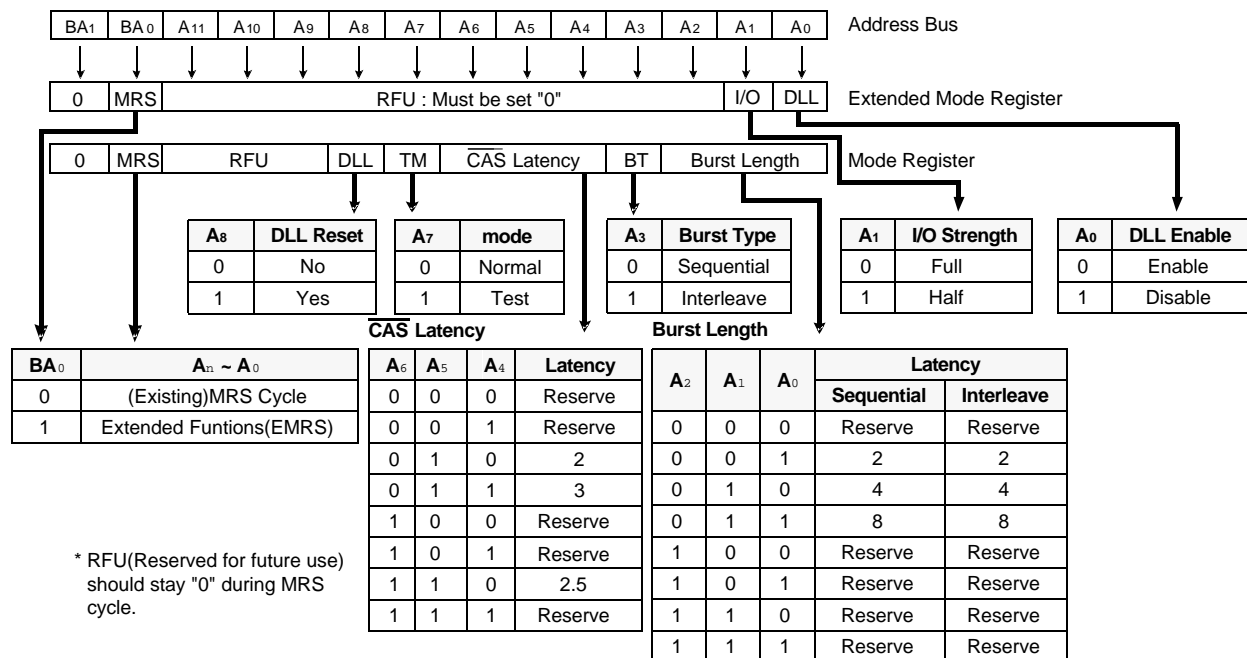 BA1 BA0 A11 A10 A9 A8 A7 A6 A5 A4 A3 A2 A1 A0 Address Bus
0 MRS RFU : Must be set "0" I/O DLL Extended Mode Register
0 MRS RFU DLL TM CAS Latency BT Burst Length Mode Register
A8 DLL Reset
0 No
1 Yes
A7 mode
0 Normal
1 Test
A3 Burst Type
0 Sequential
1 Interleave
A1 I/O Strength
0 Full
1 Half
A0 DLL Enable
0 Enable
1 Disable
BA0 An ~ A0
0 (Existing)MRS Cycle
1 Extended Funtions(EMRS)
CAS Latency
A6 A5 A4 Latency
0 0 0 Reserve
0 0 1 Reserve
0 1 0 2
0 1 1 3
1 0 0 Reserve
1 0 1 Reserve
1 1 0 2.5
1 1 1 Reserve
Burst Length
A2 A1 A0 Latency
Sequential Interleave
0 0 0 Reserve Reserve
0 0 1 2 2
0 1 0 4 4
0 1 1 8 8
1 0 0 Reserve Reserve
1 0 1 Reserve Reserve
1 1 0 Reserve Reserve
1 1 1 Reserve Reserve
* RFU(Reserved for future use)
should stay "0" during MRS
cycle.